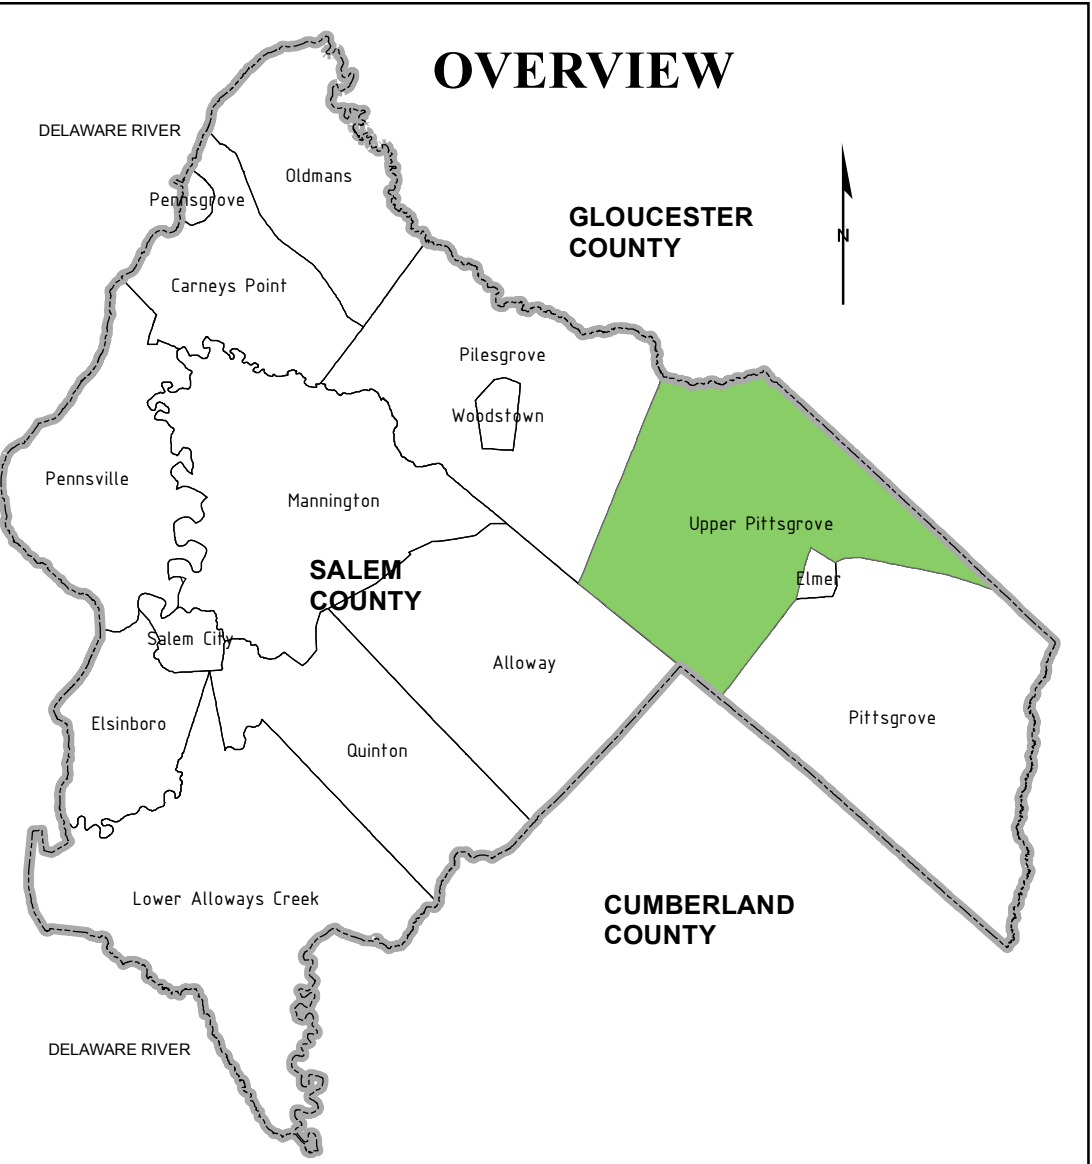 OVERVIEW
DELAWARE RIVER
Oldmans
Pennsgrove
GLOUCESTER
COUNTY
N
Carneys Point
Pilesgrove
Woodstown
Pennsville
Mannington
Upper Pittsgrove
SALEM
COUNTY
Elmer
Salem City
Alloway
Elsinboro
Pittsgrove
Quinton
Lower Alloways Creek
CUMBERLAND
COUNTY
DELAWARE RIVER